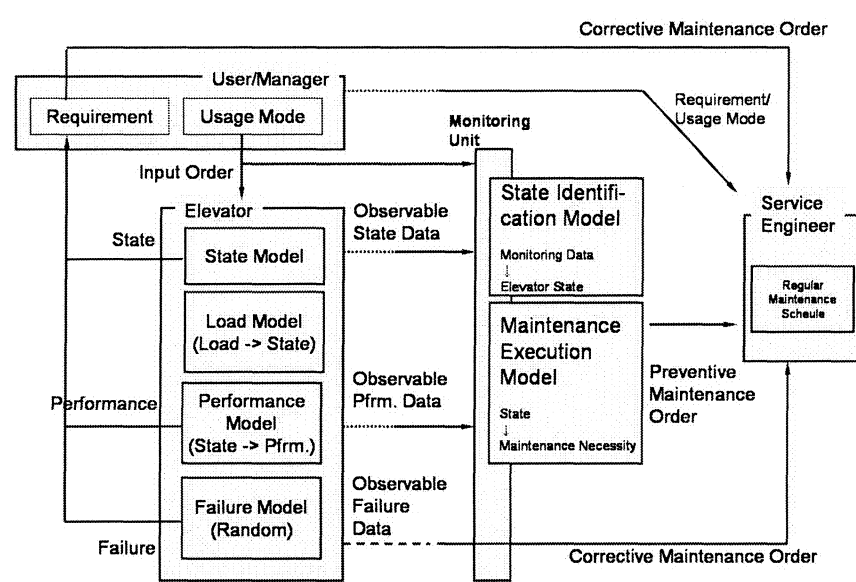 Corrective Maintenance Order
User/Manager
Requirement
Usage Mode
Requirement/
Usage Mode
Monitoring
Unit
Input Order
Elevator
State
State Model
Load Model
(Load -> State)
Performance
Performance
Model
(State -> Pfrm.)
Failure Model
(Random)
Failure
Observable
State Data
Observable
Pfrm. Data
Observable
Failure
Data
State Identifi-
cation Model
Monitoring Data
↓
Elevator State
Maintenance
Execution
Model
State
↓
Maintenance Necessity
Preventive
Maintenance
Order
Service
Engineer
Regular
Maintenance
Scheule
Corrective Maintenance Order